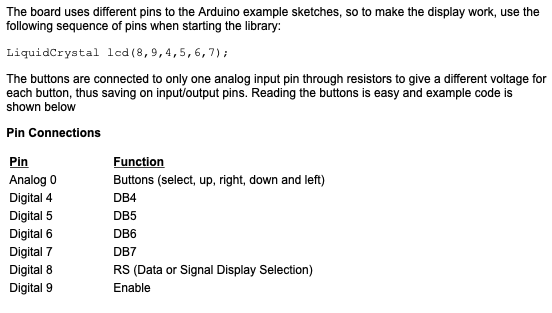 The board uses different pins to the Arduino example sketches, so to make the display work, use the
following sequence of pins when starting the library:
LiquidCrystal lcd(8,9,4,5,6,7);
The buttons are connected to only one analog input pin through resistors to give a different voltage for
each button, thus saving on input/output pins. Reading the buttons is easy and example code is
shown below
Pin Connections
Pin Function
Analog 0 Buttons (select, up, right, down and left)
Digital 4 DB4
Digital 5 DB5
Digital 6 DB6
Digital 7 DB7
Digital 8 RS (Data or Signal Display Selection)
Digital 9 Enable